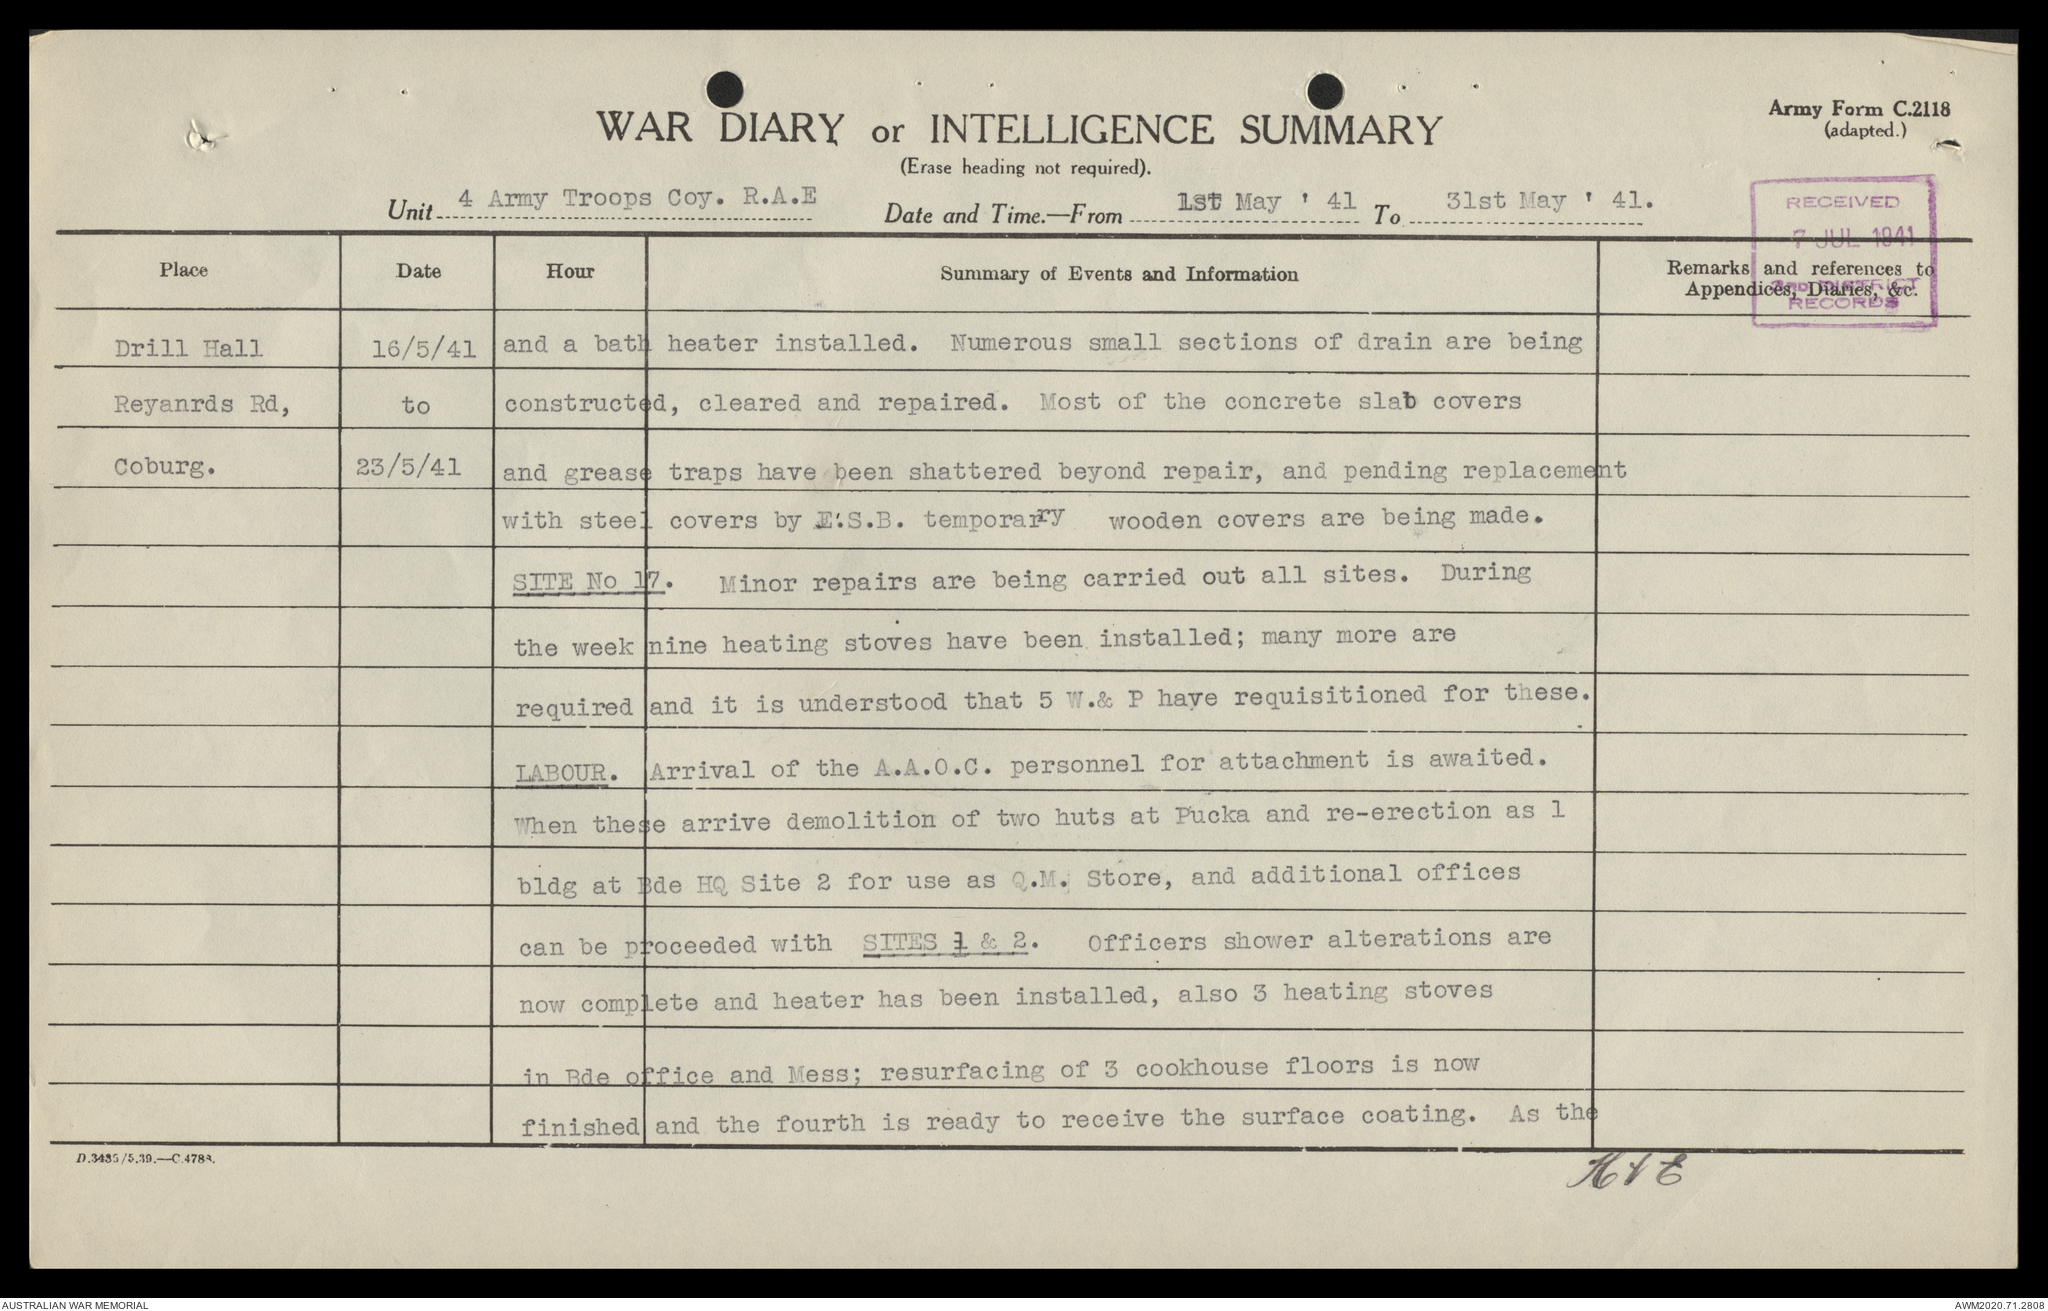 Army Form C.2118
(adapted.)
WAR DIARY or INTELLIGENCE SUMMARY
(Erase heading not required).
Unit 4 Army Troops Coy. R.A.E
Date and Time.—From 1st May ' 41 To 31st May ' 41.
RECEIVED
7 JUL 1941
3RD DISTRICT
RECORDS
Place Date Hour Summary of Events and Information Remarks and references to
Appendices, Diaries, &c.
Drill Hall 16/5/41 and a bath heater installed. Numerous small sections of drain are being
Reyanrds Rd, to constructed, cleared and repaired. Most of the concrete slab covers
Coburg. 23/5/41 and grease traps have been shattered beyond repair, and pending replacement
with steel covers by E.S.B. temporarry wooden covers are being made.
SITE No 17. Minor repairs are being carried out all sites. During
the week nine heating stoves have been installed; many more are
required and it is understood that 5 W.& P have requisitioned for these.
LABOUR. Arrival of the A.A.O.C. personnel for attachment is awaited.
When these arrive demolition of two huts at Pucka and re-erection as 1
bldg at Bde HQ Site 2 for use as Q.M. Store, and additional offices
can be proceeded with SITES 1 & 2. Officers shower alterations are
now complete and heater has been installed, also 3 heating stoves
in Bde office and Mess; resurfacing of 3 cookhouse floors is now
finished and the fourth is ready to receive the surface coating. As the
D.3435/5.39.—C.4783.
AUSTRALIAN WAR MEMORIAL
AWM2020.71.2808